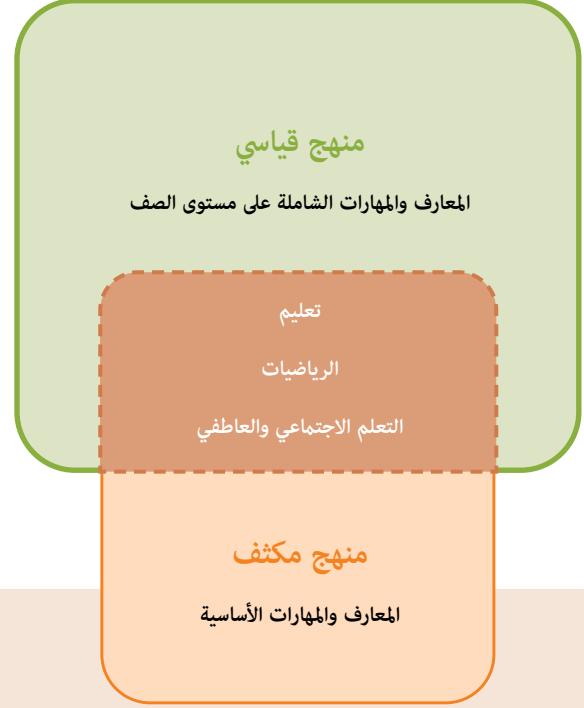 منهج قياسي
المعارف والمهارات الشاملة على مستوى الصف
تعليم
الرياضيات
التعلم الاجتماعي والعاطفي
منهج مكثف
المعارف والمهارات الأساسية